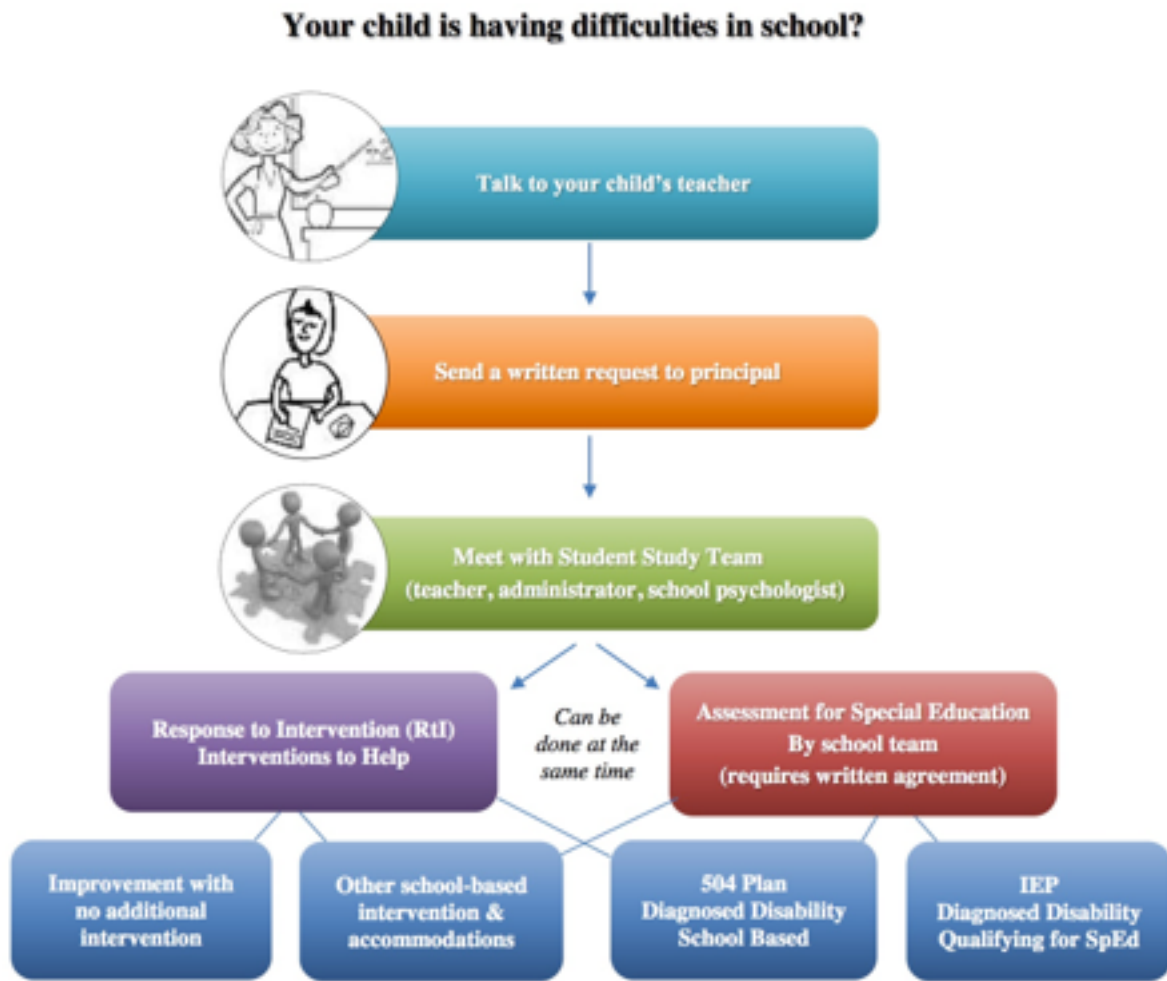 Your child is having difficulties in school?
Talk to your child's teacher
Send a written request to principal
Meet with Student Study Team
(teacher, administrator, school psychologist)
Response to Intervention (RtI)
Interventions to Help
Can be
done at the
same time
Assessment for Special Education
By school team
(requires written agreement)
Improvement with
no additional
intervention
Other school-based
intervention &
accommodations
504 Plan
Diagnosed Disability
School Based
IEP
Diagnosed Disability
Qualifying for SpEd